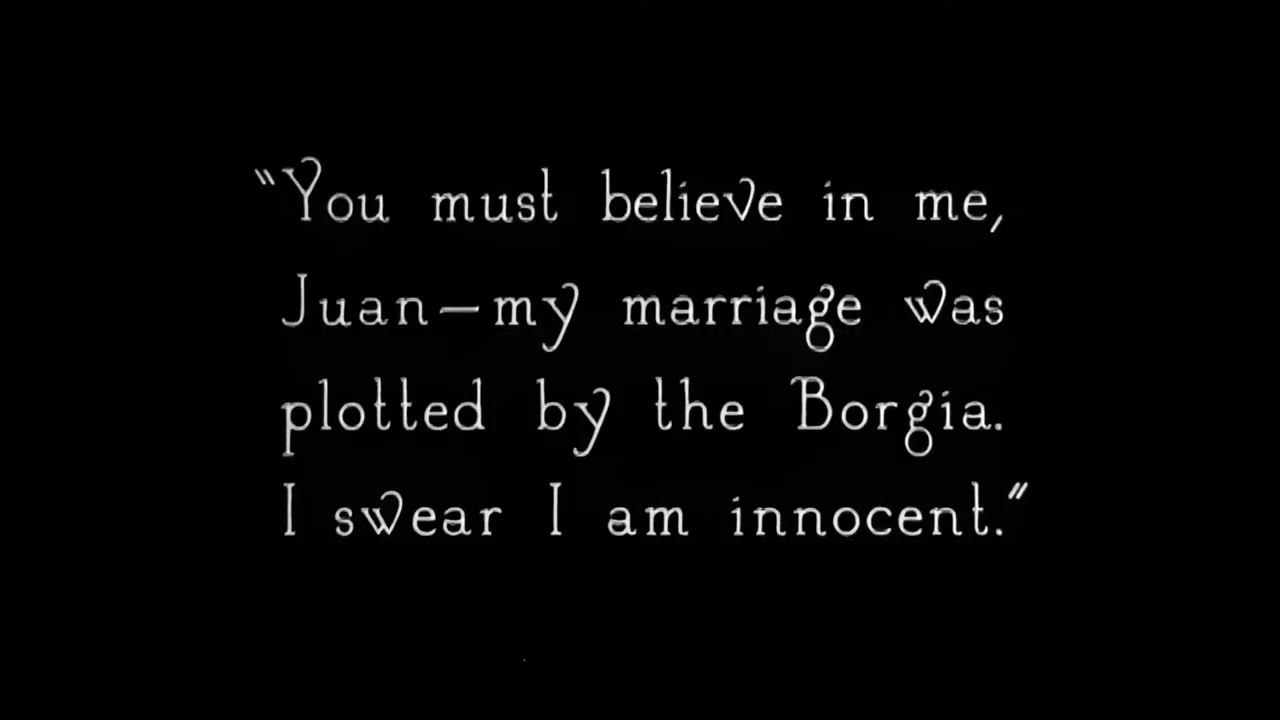 “You must believe in me,
Juan—my marriage was
plotted by the Borgia.
I swear I am innocent.”